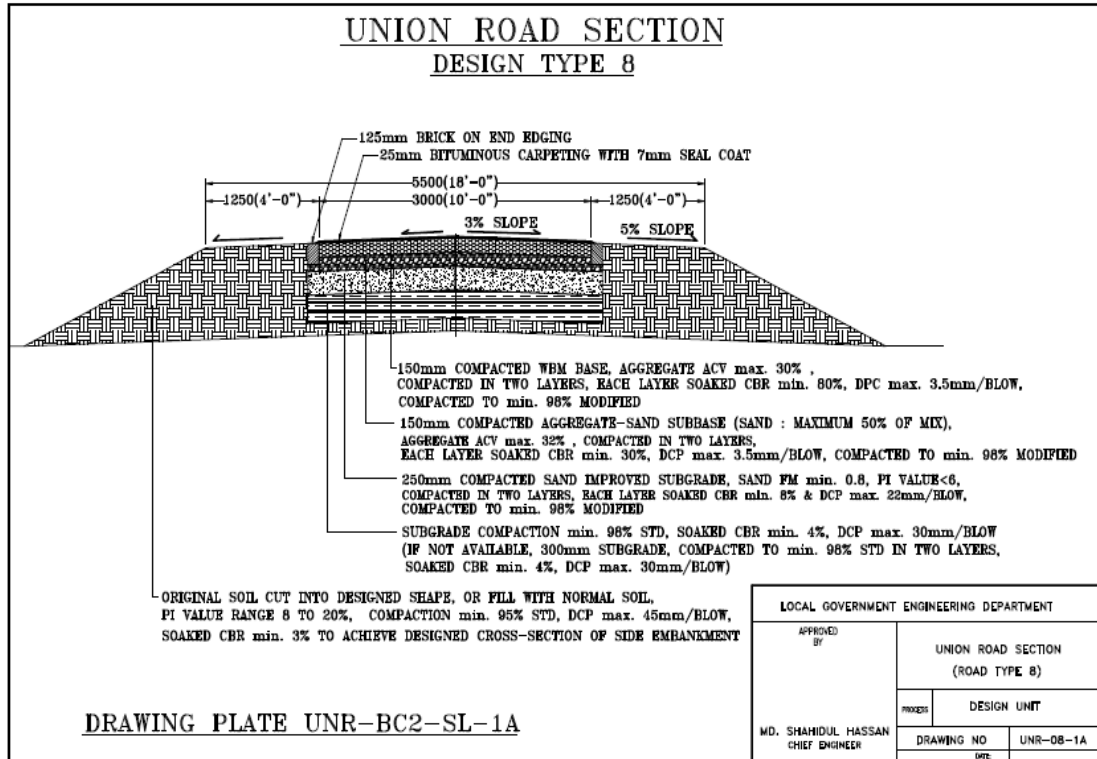 UNION ROAD SECTION
DESIGN TYPE 8
125mm BRICK ON END EDGING
25mm BITUMINOUS CARPETING WITH 7mm SEAL COAT
5500(18'-0")
1250(4'-0")
3000(10'-0")
1250(4'-0")
3% SLOPE
5% SLOPE
150mm COMPACTED WBM BASE, AGGREGATE ACV max. 30% ,
COMPACTED IN TWO LAYERS, EACH LAYER SOAKED CBR min. 80%, DPC max. 3.5mm/BLOW,
COMPACTED TO min. 98% MODIFIED
150mm COMPACTED AGGREGATE-SAND SUBBASE (SAND : MAXIMUM 50% OF MIX),
AGGREGATE ACV max. 32% , COMPACTED IN TWO LAYERS,
EACH LAYER SOAKED CBR min. 30%, DCP max. 3.5mm/BLOW, COMPACTED TO min. 98% MODIFIED
250mm COMPACTED SAND IMPROVED SUBGRADE, SAND FM min. 0.8, PI VALUE<6,
COMPACTED IN TWO LAYERS, EACH LAYER SOAKED CBR min. 8% & DCP max. 22mm/BLOW,
COMPACTED TO min. 98% MODIFIED
SUBGRADE COMPACTION min. 98% STD, SOAKED CBR min. 4%, DCP max. 30mm/BLOW
(IF NOT AVAILABLE, 300mm SUBGRADE, COMPACTED TO min. 98% STD IN TWO LAYERS,
SOAKED CBR min. 4%, DCP max. 30mm/BLOW)
ORIGINAL SOIL CUT INTO DESIGNED SHAPE, OR FILL WITH NORMAL SOIL,
PI VALUE RANGE 8 TO 20%, COMPACTION min. 95% STD, DCP max. 45mm/BLOW,
SOAKED CBR min. 3% TO ACHIEVE DESIGNED CROSS-SECTION OF SIDE EMBANKMENT
DRAWING PLATE UNR-BC2-SL-1A
LOCAL GOVERNMENT ENGINEERING DEPARTMENT
APPROVED
BY
MD. SHAHIDUL HASSAN
CHIEF ENGINEER
UNION ROAD SECTION
(ROAD TYPE 8)
PROCESS
DESIGN UNIT
DRAWING NO
UNR-08-1A
DATE